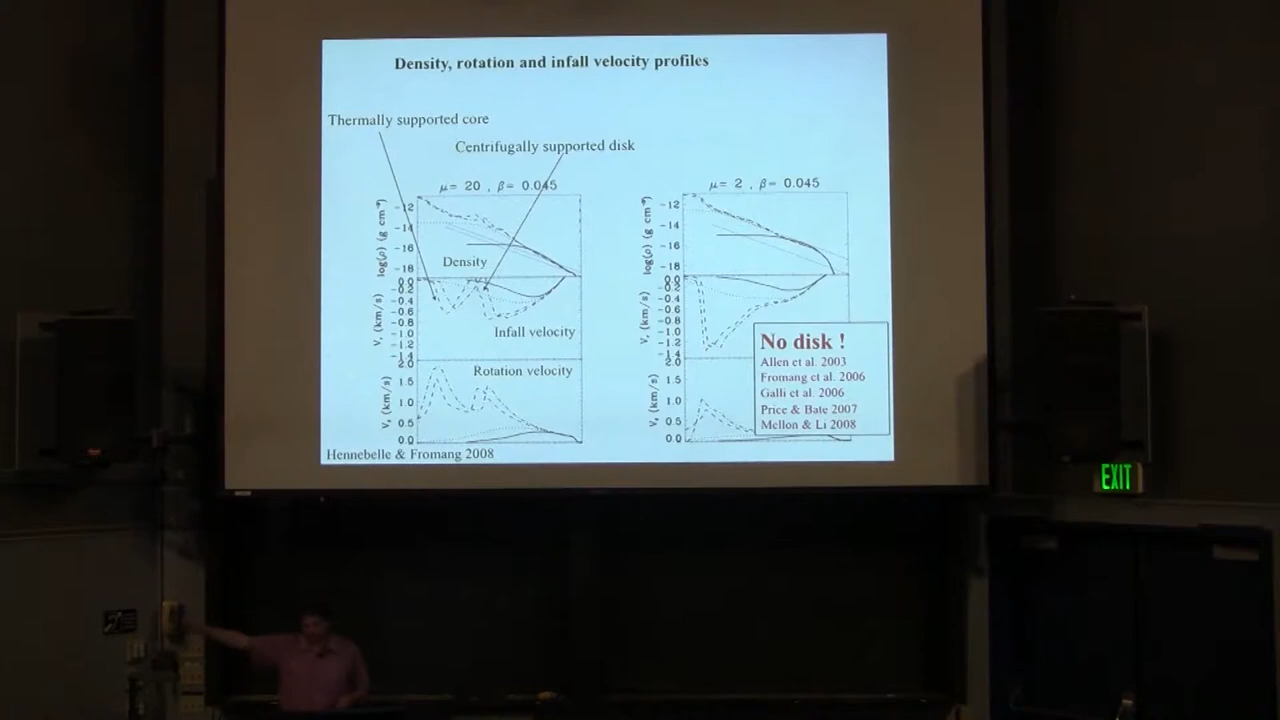 Density, rotation and infall velocity profiles
Thermally supported core
Centrifugally supported disk
μ= 20 , β= 0.045
log(ρ) (g cm⁻³)
-12
-14
-16
-18
Density
0.0
-0.2
-0.4
-0.6
-0.8
-1.0
-1.2
-1.4
(km/s)
Infall velocity
2.0
1.5
1.0
0.5
0.0
(km/s)
Rotation velocity
μ= 2 , β= 0.045
log(ρ) (g cm⁻³)
-12
-14
-16
-18
0.0
-0.2
-0.4
-0.6
-0.8
-1.0
-1.2
-1.4
(km/s)
2.0
1.5
1.0
0.5
0.0
(km/s)
No disk !
Allen et al. 2003
Fromang et al. 2006
Galli et al. 2006
Price & Bate 2007
Mellon & Li 2008
Hennebelle & Fromang 2008
EXIT